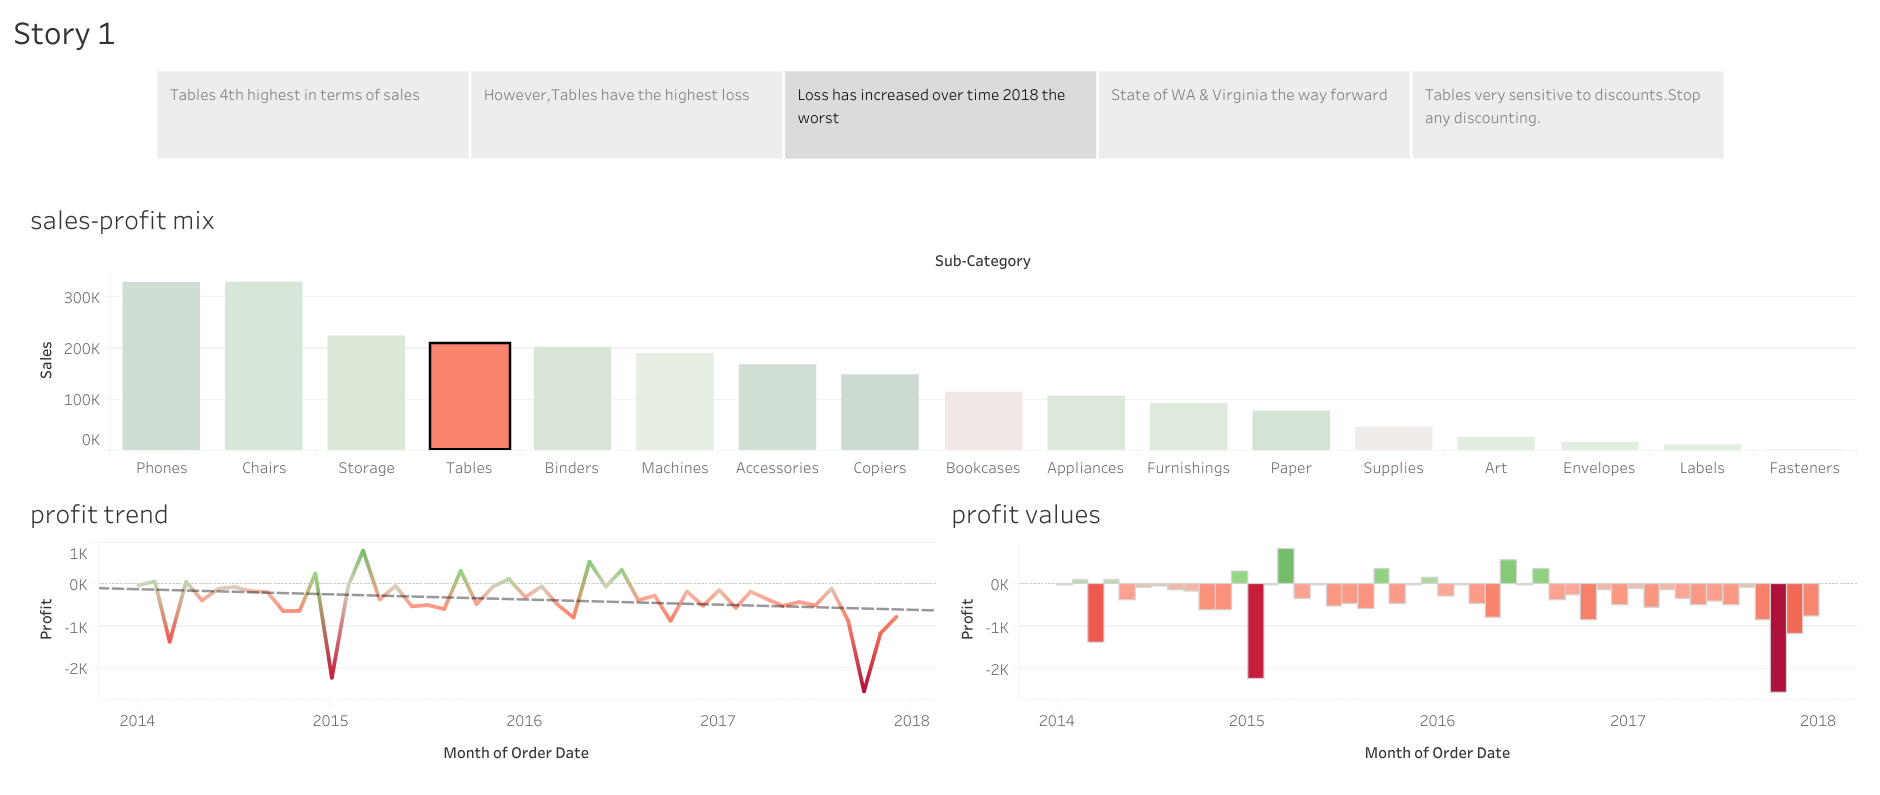 Story 1
Tables 4th highest in terms of sales
However,Tables have the highest loss
Loss has increased over time 2018 the
worst
State of WA & Virginia the way forward
Tables very sensitive to discounts.Stop
any discounting.
sales-profit mix
Sub-Category
Sales
300K
200K
100K
0K
Phones Chairs Storage Tables Binders Machines Accessories Copiers Bookcases Appliances Furnishings Paper Supplies Art Envelopes Labels Fasteners
profit trend
Profit
1K
0K
-1K
-2K
2014 2015 2016 2017 2018
Month of Order Date
profit values
Profit
0K
-1K
-2K
2014 2015 2016 2017 2018
Month of Order Date